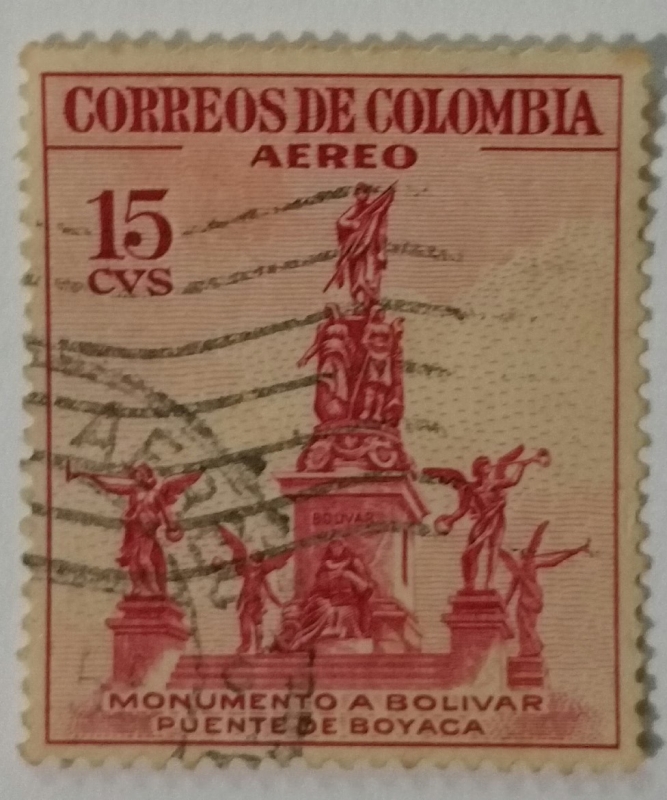 CORREOS DE COLOMBIA
AEREO
15
CVS
BOLIVAR
MONUMENTO A BOLIVAR
PUENTE DE BOYACA